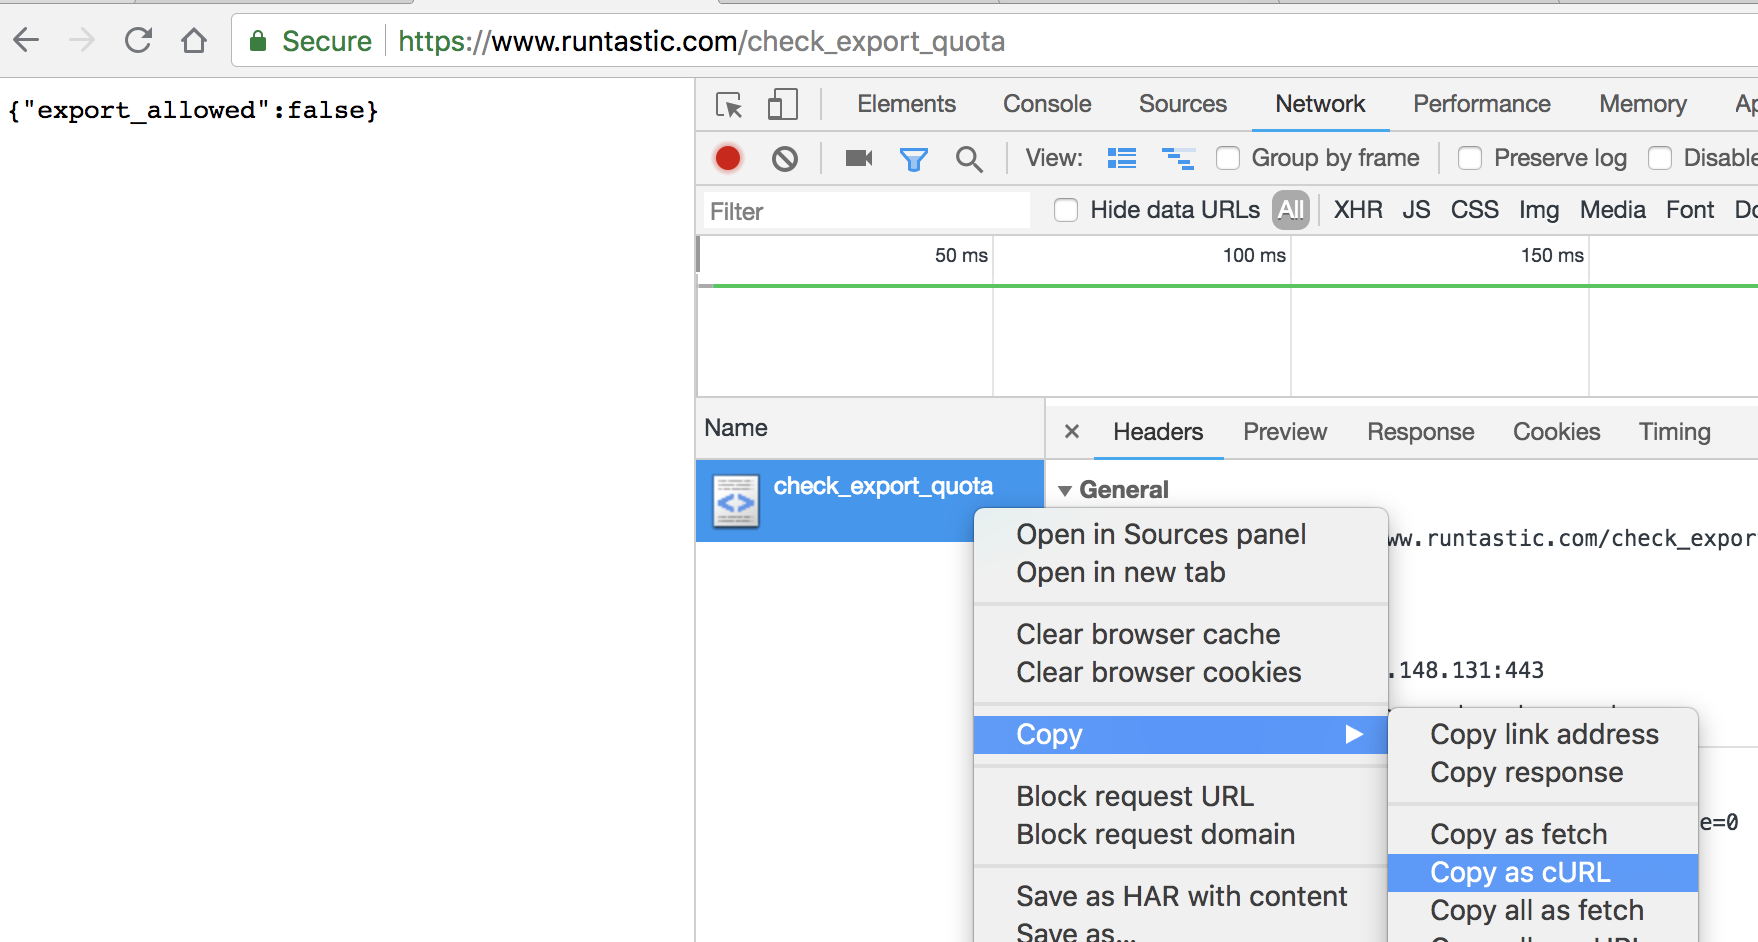 Secure https://www.runtastic.com/check_export_quota
{"export_allowed":false}
Elements Console Sources Network Performance Memory Ap
View: Group by frame Preserve log Disable
Filter Hide data URLs All XHR JS CSS Img Media Font Do
50 ms 100 ms 150 ms
Name
× Headers Preview Response Cookies Timing
check_export_quota
General
Open in Sources panel
ww.runtastic.com/check_expor
Open in new tab
Clear browser cache
Clear browser cookies
.148.131:443
Copy
Copy link address
Copy response
Block request URL
Block request domain
e=0
Copy as fetch
Copy as cURL
Save as HAR with content
Copy all as fetch
Save as...